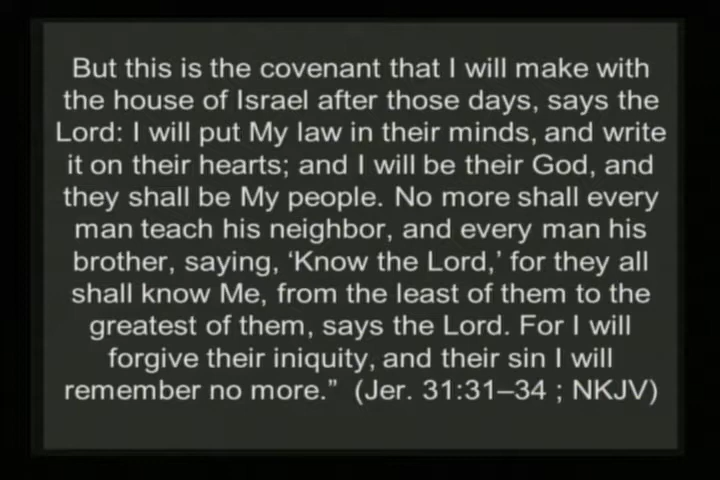 But this is the covenant that I will make with
the house of Israel after those days, says the
Lord: I will put My law in their minds, and write
it on their hearts; and I will be their God, and
they shall be My people. No more shall every
man teach his neighbor, and every man his
brother, saying, ‘Know the Lord,’ for they all
shall know Me, from the least of them to the
greatest of them, says the Lord. For I will
forgive their iniquity, and their sin I will
remember no more.” (Jer. 31:31–34 ; NKJV)